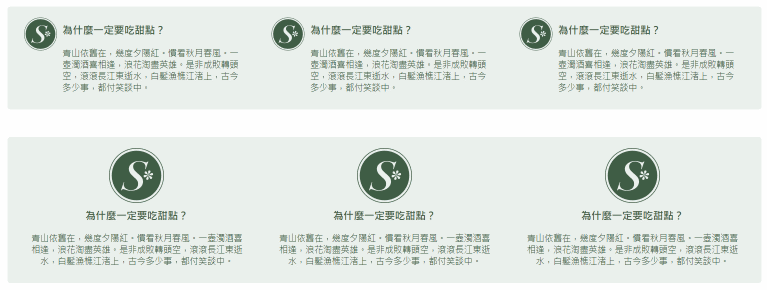 S*
為什麼一定要吃甜點？
青山依舊在，幾度夕陽紅。慣看秋月春風。一
壺濁酒喜相逢，浪花淘盡英雄。是非成敗轉頭
空，滾滾長江東逝水，白髮漁樵江渚上，古今
多少事，都付笑談中。
S*
為什麼一定要吃甜點？
青山依舊在，幾度夕陽紅。慣看秋月春風。一
壺濁酒喜相逢，浪花淘盡英雄。是非成敗轉頭
空，滾滾長江東逝水，白髮漁樵江渚上，古今
多少事，都付笑談中。
S*
為什麼一定要吃甜點？
青山依舊在，幾度夕陽紅。慣看秋月春風。一
壺濁酒喜相逢，浪花淘盡英雄。是非成敗轉頭
空，滾滾長江東逝水，白髮漁樵江渚上，古今
多少事，都付笑談中。
S*
為什麼一定要吃甜點？
青山依舊在，幾度夕陽紅。慣看秋月春風。一壺濁酒喜
相逢，浪花淘盡英雄。是非成敗轉頭空，滾滾長江東逝
水，白髮漁樵江渚上，古今多少事，都付笑談中。
S*
為什麼一定要吃甜點？
青山依舊在，幾度夕陽紅。慣看秋月春風。一壺濁酒喜
相逢，浪花淘盡英雄。是非成敗轉頭空，滾滾長江東逝
水，白髮漁樵江渚上，古今多少事，都付笑談中。
S*
為什麼一定要吃甜點？
青山依舊在，幾度夕陽紅。慣看秋月春風。一壺濁酒喜
相逢，浪花淘盡英雄。是非成敗轉頭空，滾滾長江東逝
水，白髮漁樵江渚上，古今多少事，都付笑談中。